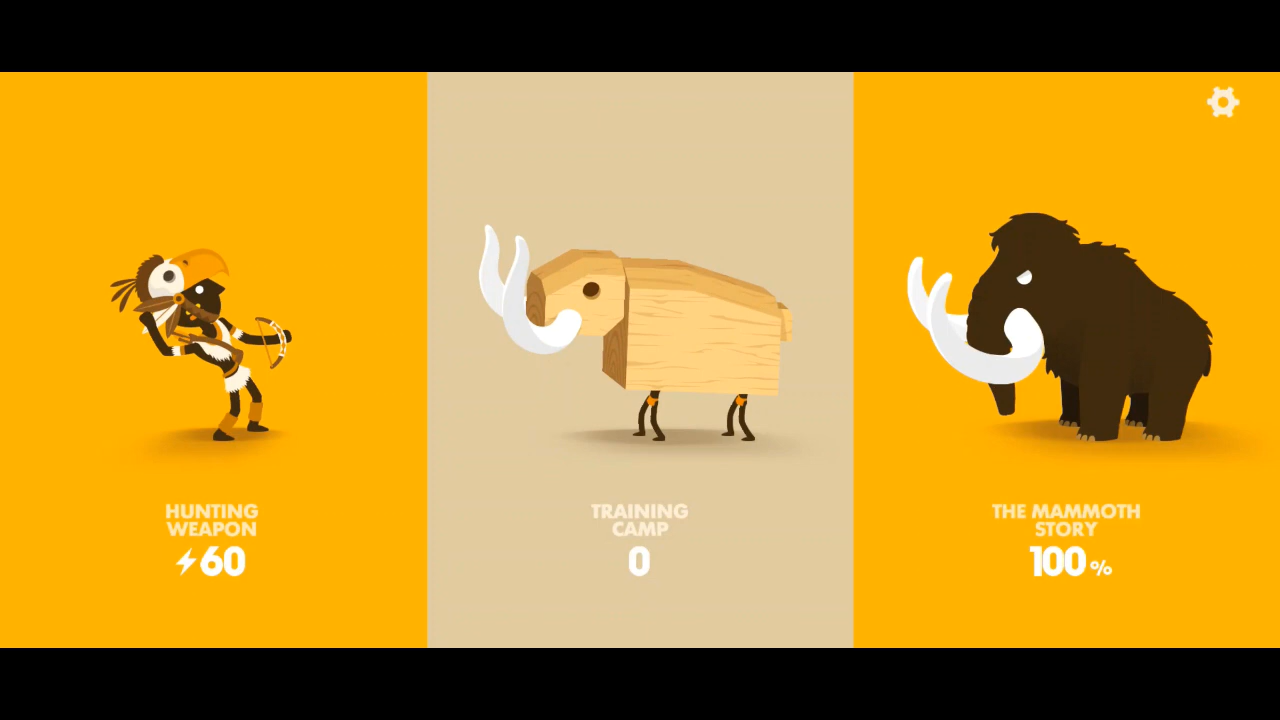 HUNTING
WEAPON
60
TRAINING
CAMP
0
THE MAMMOTH
STORY
100 %